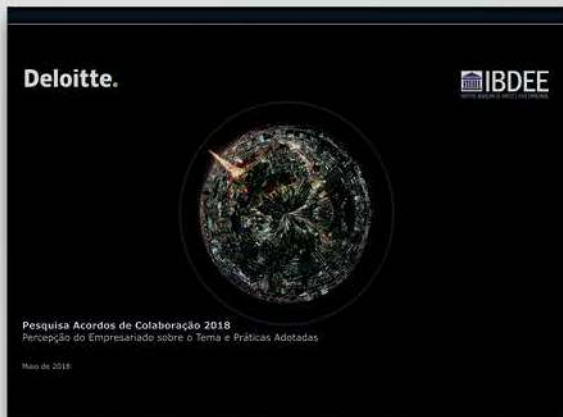 Deloitte.
IBDEE
Pesquisa Acordos de Colaboração 2018
Percepção do Empresariado sobre o Tema e Práticas Adotadas
Maio de 2018